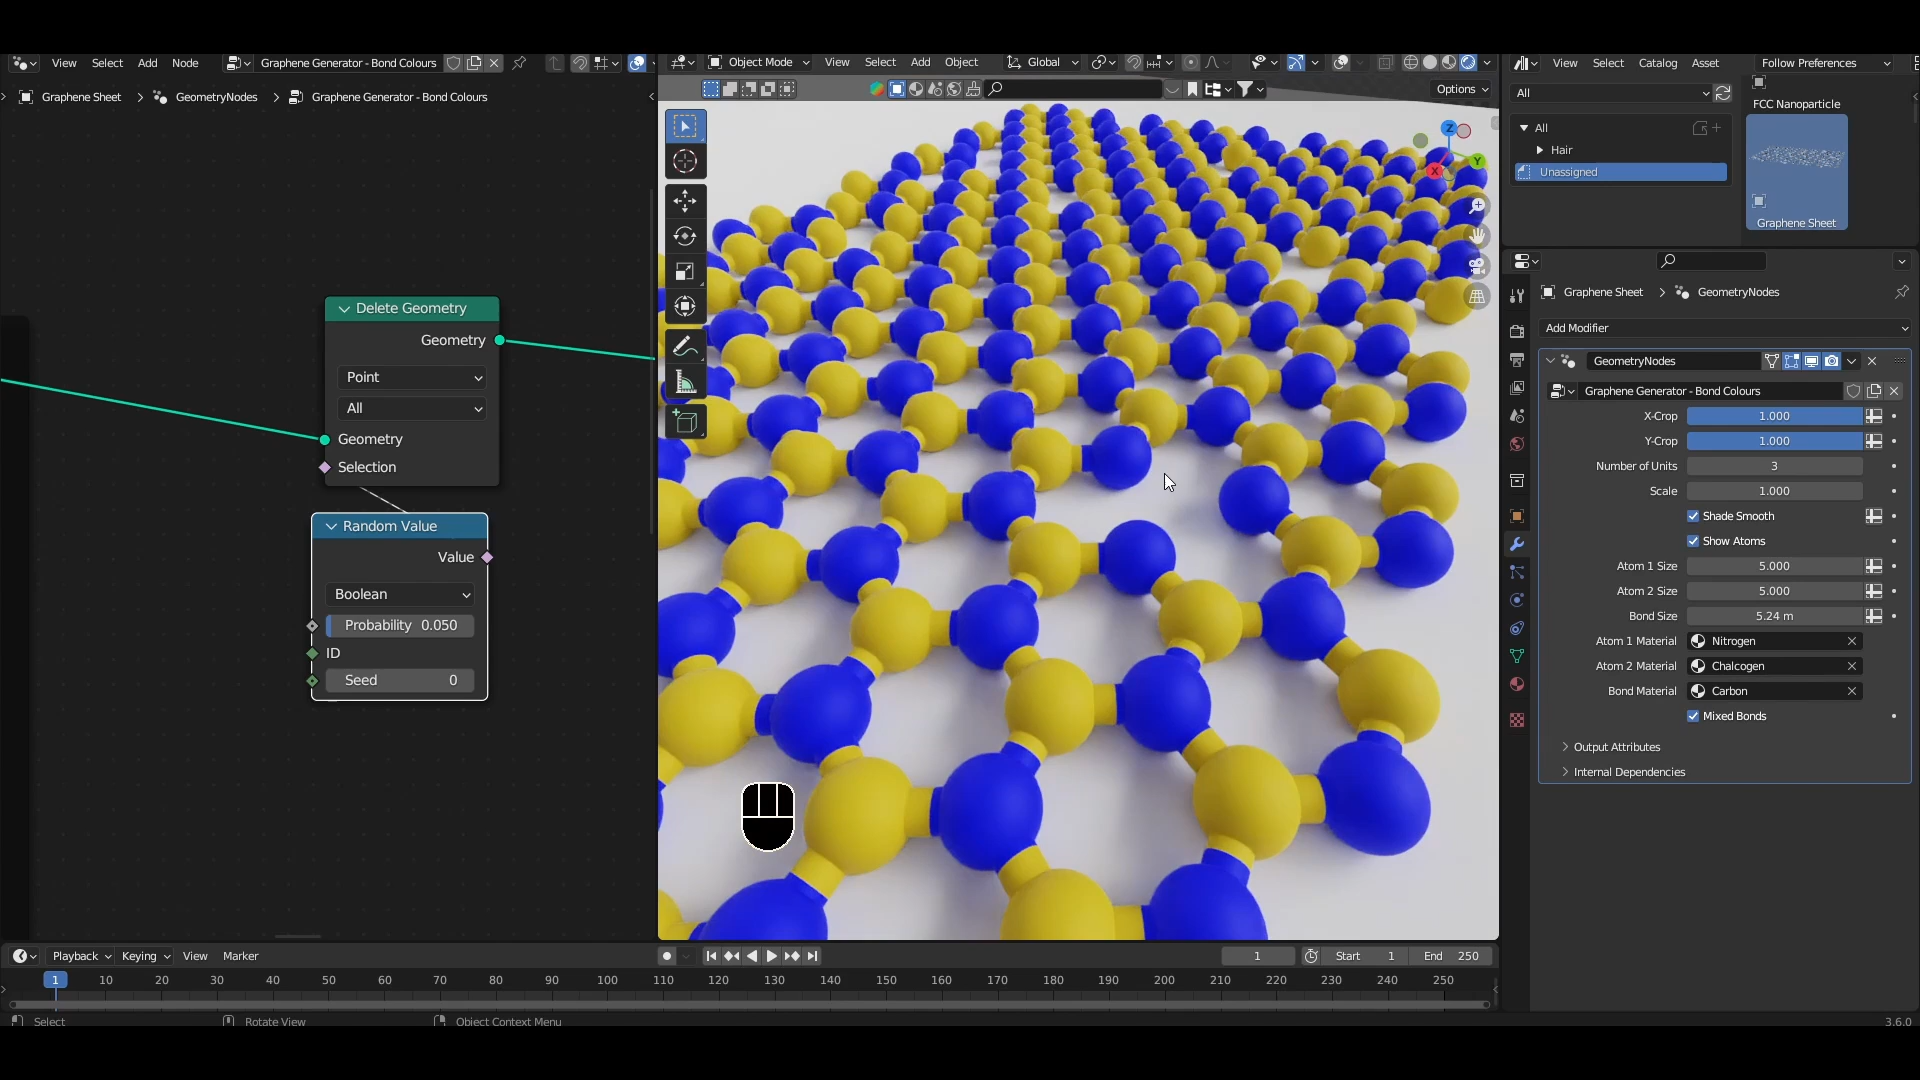 View Select Add Node Graphene Generator - Bond Colours
Graphene Sheet > GeometryNodes > Graphene Generator - Bond Colours
Delete Geometry
Geometry
Point
All
Geometry
Selection
Random Value
Value
Boolean
Probability 0.050
ID
Seed 0
Object Mode View Select Add Object Global
Options
Z
Y
X
View Select Catalog Asset Follow Preferences
All
All
Hair
Unassigned
FCC Nanoparticle
Graphene Sheet
Graphene Sheet > GeometryNodes
Add Modifier
GeometryNodes
Graphene Generator - Bond Colours
X-Crop 1.000
Y-Crop 1.000
Number of Units 3
Scale 1.000
Shade Smooth
Show Atoms
Atom 1 Size 5.000
Atom 2 Size 5.000
Bond Size 5.24 m
Atom 1 Material Nitrogen
Atom 2 Material Chalcogen
Bond Material Carbon
Mixed Bonds
Output Attributes
Internal Dependencies
Playback Keying View Marker 1 Start 1 End 250
1 10 20 30 40 50 60 70 80 90 100 110 120 130 140 150 160 170 180 190 200 210 220 230 240 250
Select Rotate View Object Context Menu 3.6.0